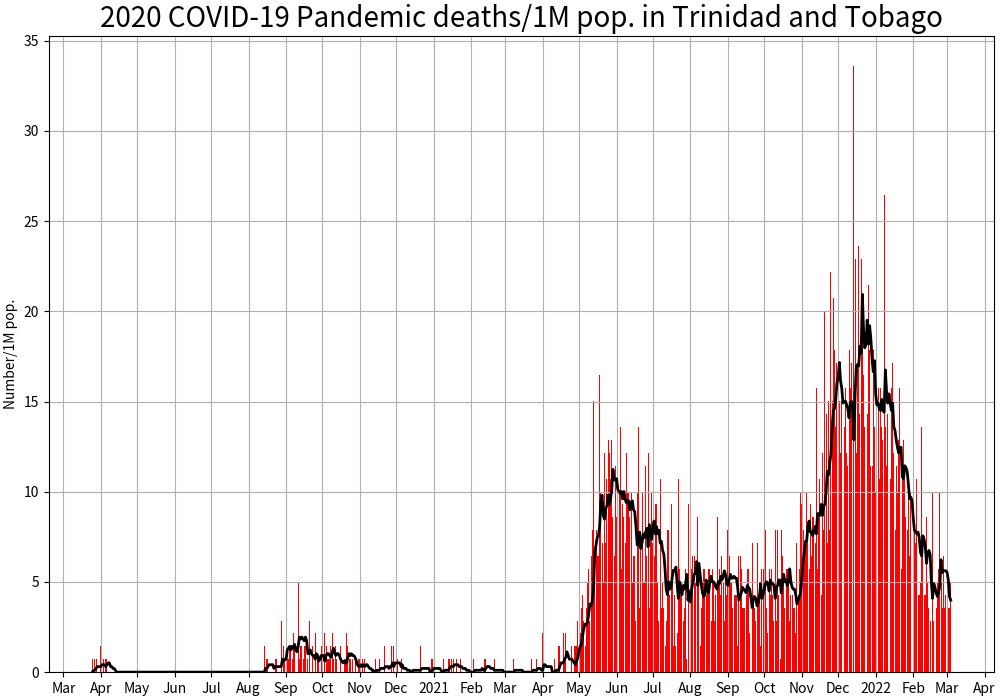 2020 COVID-19 Pandemic deaths/1M pop. in Trinidad and Tobago
Number/1M pop.
35
30
25
20
15
10
5
0
Mar Apr May Jun Jul Aug Sep Oct Nov Dec 2021 Feb Mar Apr May Jun Jul Aug Sep Oct Nov Dec 2022 Feb Mar Apr